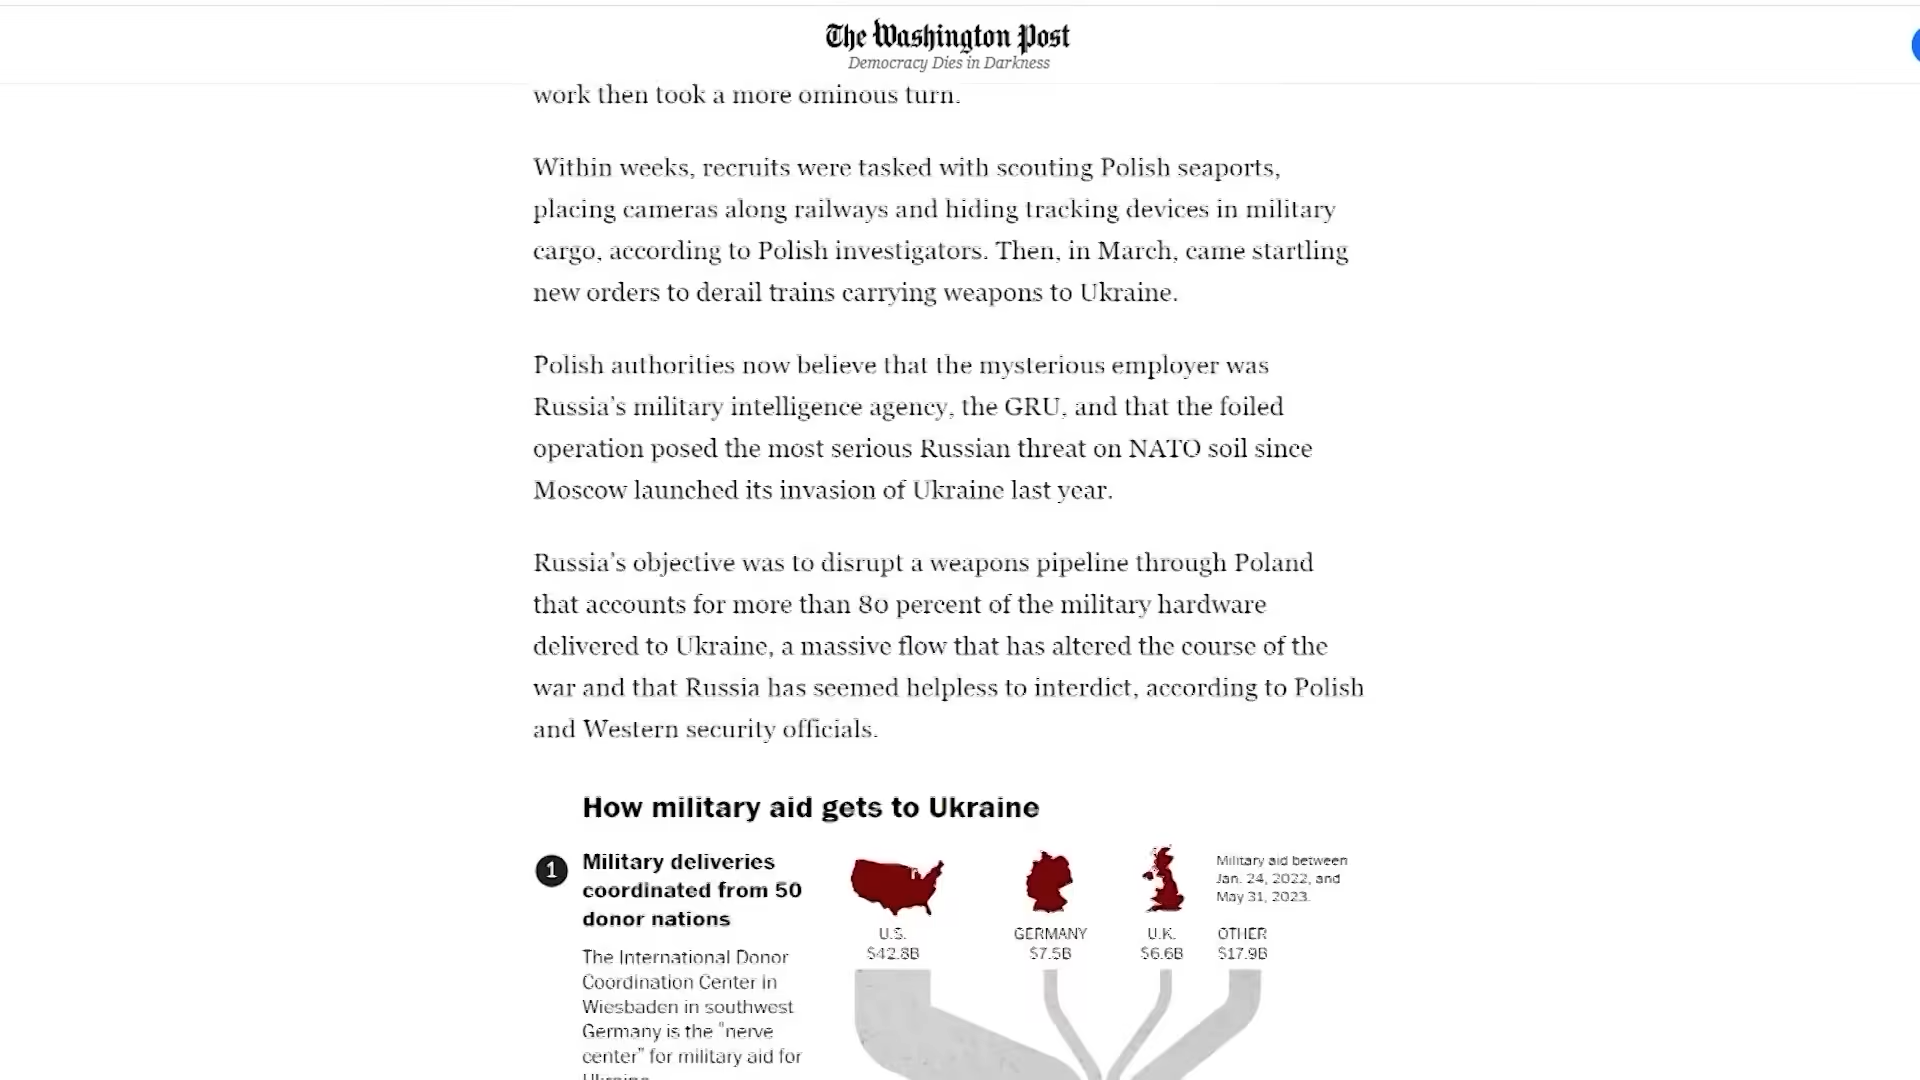 The Washington Post
Democracy Dies in Darkness
work then took a more ominous turn.
Within weeks, recruits were tasked with scouting Polish seaports,
placing cameras along railways and hiding tracking devices in military
cargo, according to Polish investigators. Then, in March, came startling
new orders to derail trains carrying weapons to Ukraine.
Polish authorities now believe that the mysterious employer was
Russia’s military intelligence agency, the GRU, and that the foiled
operation posed the most serious Russian threat on NATO soil since
Moscow launched its invasion of Ukraine last year.
Russia’s objective was to disrupt a weapons pipeline through Poland
that accounts for more than 80 percent of the military hardware
delivered to Ukraine, a massive flow that has altered the course of the
war and that Russia has seemed helpless to interdict, according to Polish
and Western security officials.
How military aid gets to Ukraine
1
Military deliveries
coordinated from 50
donor nations
The International Donor
Coordination Center in
Wiesbaden in southwest
Germany is the "nerve
center" for military aid for
Ukraine
U.S.
$42.8B
GERMANY
$7.5B
U.K.
$6.6B
OTHER
$17.9B
Military aid between
Jan. 24, 2022, and
May 31, 2023.